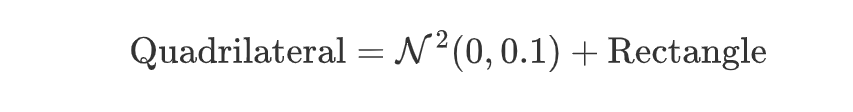 Quadrilateral = 𝒩²(0, 0.1) + Rectangle